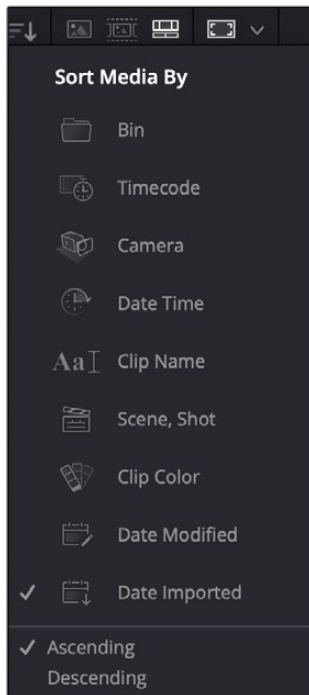 Sort Media By
Bin
Timecode
Camera
Date Time
Aa Clip Name
Scene, Shot
Clip Color
Date Modified
Date Imported
Ascending
Descending